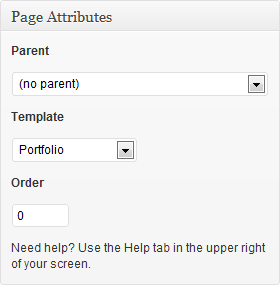 Page Attributes
Parent
(no parent)
Template
Portfolio
Order
0
Need help? Use the Help tab in the upper right
of your screen.